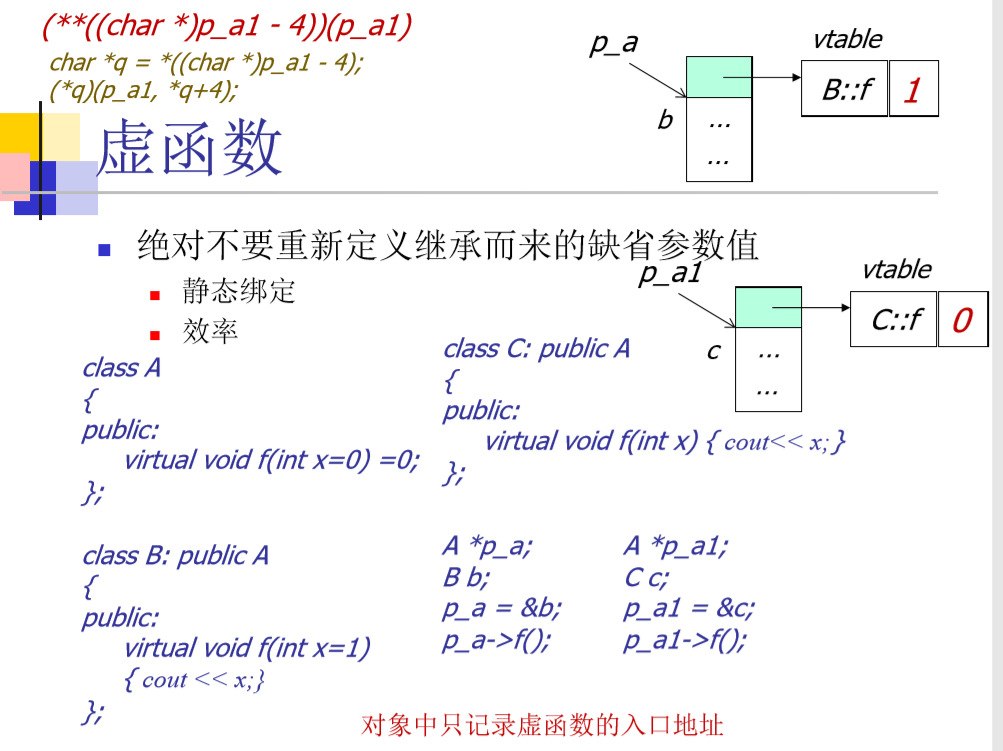 (**((char *)p_a1 - 4))(p_a1)
char *q = *((char *)p_a1 - 4);
(*q)(p_a1, *q+4);
虚函数
p_a
vtable
B::f 1
b
...
...
绝对不要重新定义继承而来的缺省参数值
静态绑定
效率
p_a1
vtable
C::f 0
c
...
...
class A
{
public:
virtual void f(int x=0) =0;
};
class B: public A
{
public:
virtual void f(int x=1)
{ cout << x;}
};
class C: public A
{
public:
virtual void f(int x) { cout<< x;}
};
A *p_a;
B b;
p_a = &b;
p_a->f();
A *p_a1;
C c;
p_a1 = &c;
p_a1->f();
对象中只记录虚函数的入口地址